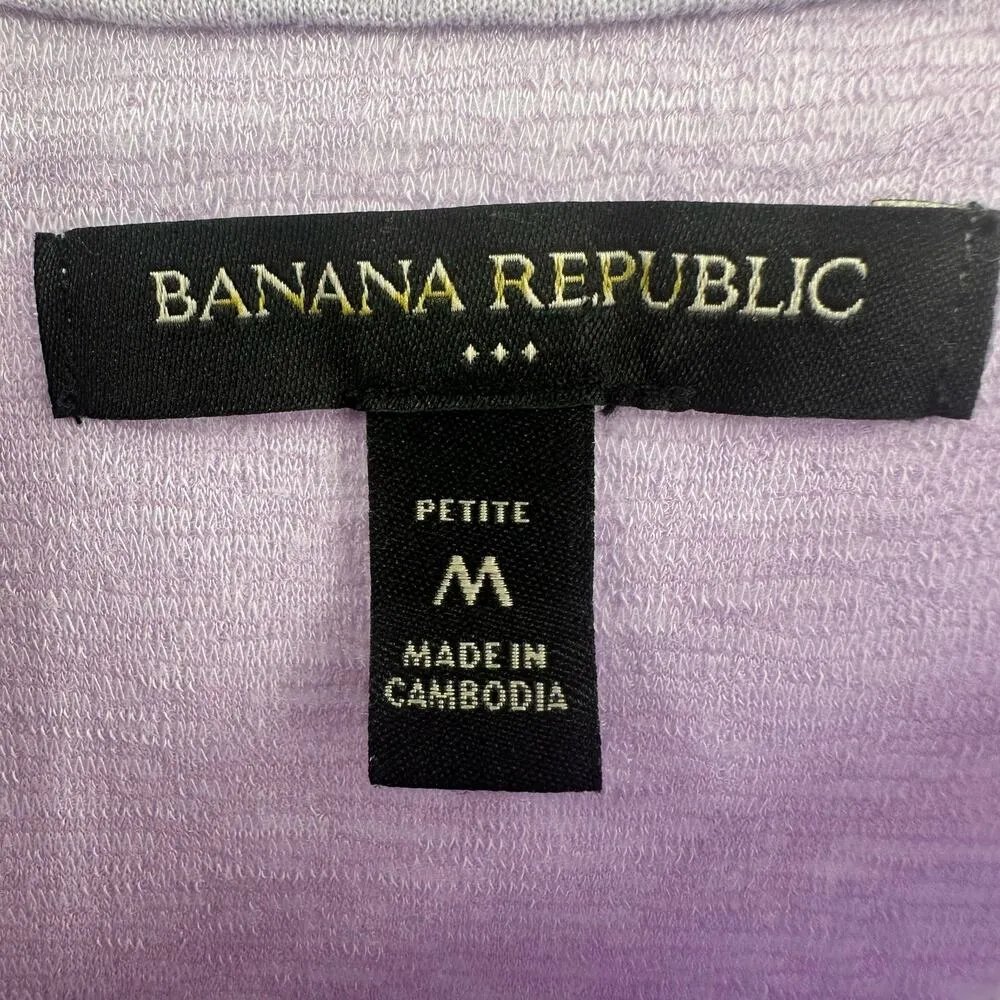 BANANA REPUBLIC
PETITE
M
MADE IN
CAMBODIA